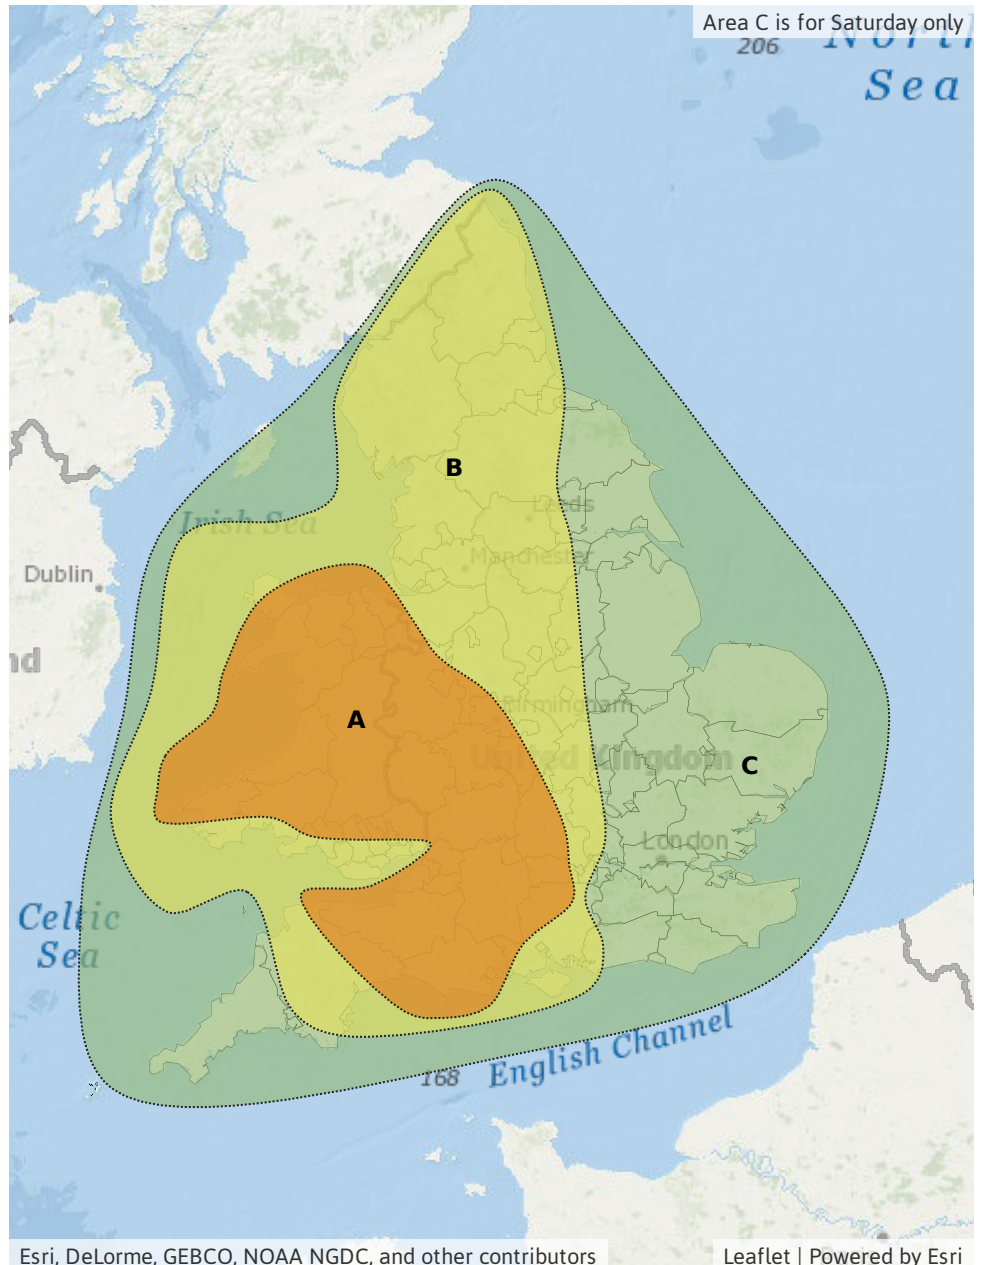 Area C is for Saturday only
206
North
Sea
B
Leeds
Irish Sea
Manchester
Dublin
nd
Birmingham
A
United Kingdom
C
London
Celtic
Sea
English Channel
168
Esri, DeLorme, GEBCO, NOAA NGDC, and other contributors
Leaflet | Powered by Esri